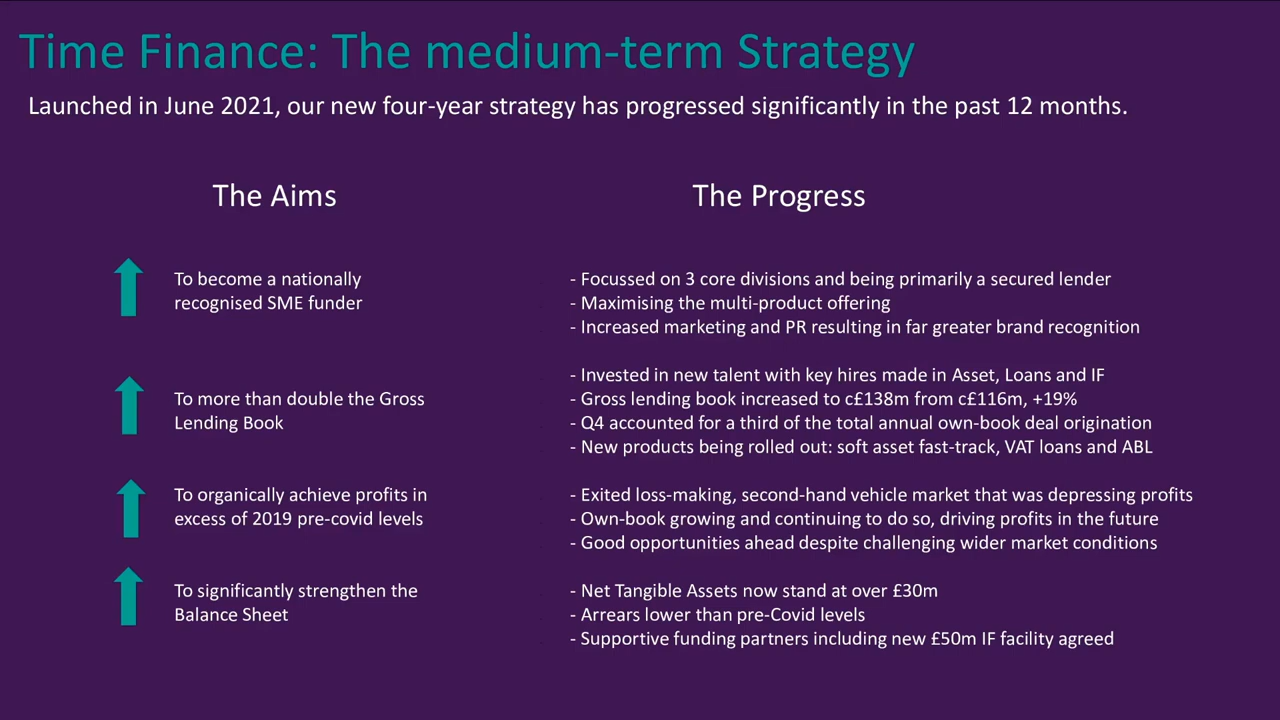 Time Finance: The medium-term Strategy
Launched in June 2021, our new four-year strategy has progressed significantly in the past 12 months.
The Aims
The Progress
To become a nationally
recognised SME funder
- Focussed on 3 core divisions and being primarily a secured lender
- Maximising the multi-product offering
- Increased marketing and PR resulting in far greater brand recognition
To more than double the Gross
Lending Book
- Invested in new talent with key hires made in Asset, Loans and IF
- Gross lending book increased to c£138m from c£116m, +19%
- Q4 accounted for a third of the total annual own-book deal origination
- New products being rolled out: soft asset fast-track, VAT loans and ABL
To organically achieve profits in
excess of 2019 pre-covid levels
- Exited loss-making, second-hand vehicle market that was depressing profits
- Own-book growing and continuing to do so, driving profits in the future
- Good opportunities ahead despite challenging wider market conditions
To significantly strengthen the
Balance Sheet
- Net Tangible Assets now stand at over £30m
- Arrears lower than pre-Covid levels
- Supportive funding partners including new £50m IF facility agreed